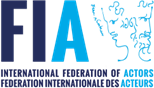 FIA
INTERNATIONAL FEDERATION OF ACTORS
FEDERATION INTERNATIONALE DES ACTEURS